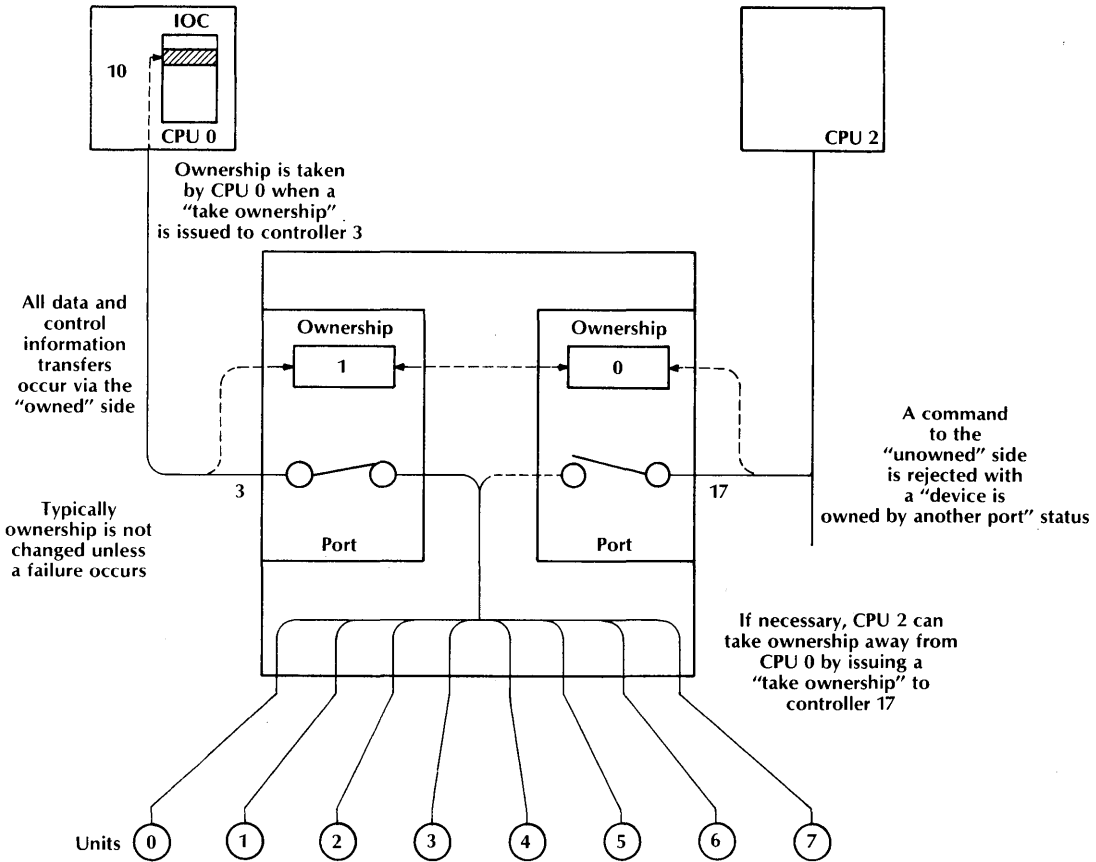 IOC
10
CPU 0
CPU 2
Ownership is taken
by CPU 0 when a
“take ownership”
is issued to controller 3
All data and
control
information
transfers
occur via the
“owned” side
Ownership
1
Ownership
0
A command
to the
“unowned” side
is rejected with
a “device is
owned by another port” status
3
17
Typically
ownership is not
changed unless
a failure occurs
Port
Port
If necessary, CPU 2 can
take ownership away from
CPU 0 by issuing a
“take ownership” to
controller 17
Units 0 1 2 3 4 5 6 7